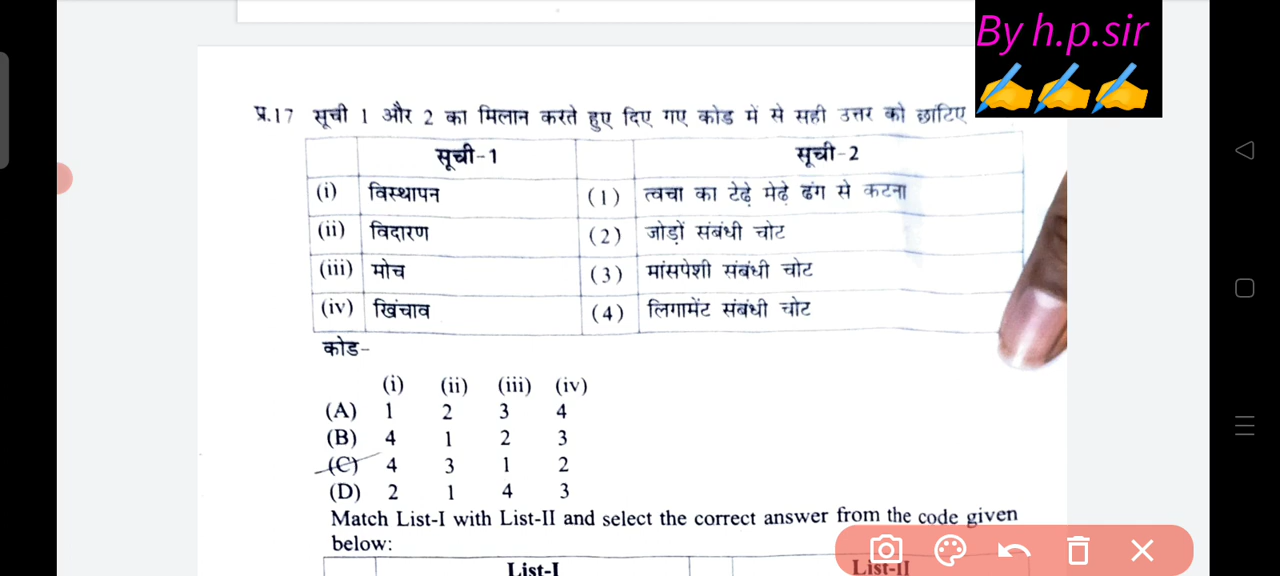 By h.p.sir
प्र.17 सूची 1 और 2 का मिलान करते हुए दिए गए कोड में से सही उत्तर को छांटिए
सूची-1 सूची-2
(i) विस्थापन (1) त्वचा का टेढ़े मेढ़े ढंग से कटना
(ii) विदारण (2) जोड़ों संबंधी चोट
(iii) मोच (3) मांसपेशी संबंधी चोट
(iv) खिंचाव (4) लिगामेंट संबंधी चोट
कोड-
(i) (ii) (iii) (iv)
(A) 1 2 3 4
(B) 4 1 2 3
(C) 4 3 1 2
(D) 2 1 4 3
Match List-I with List-II and select the correct answer from the code given
below:
List-I List-II